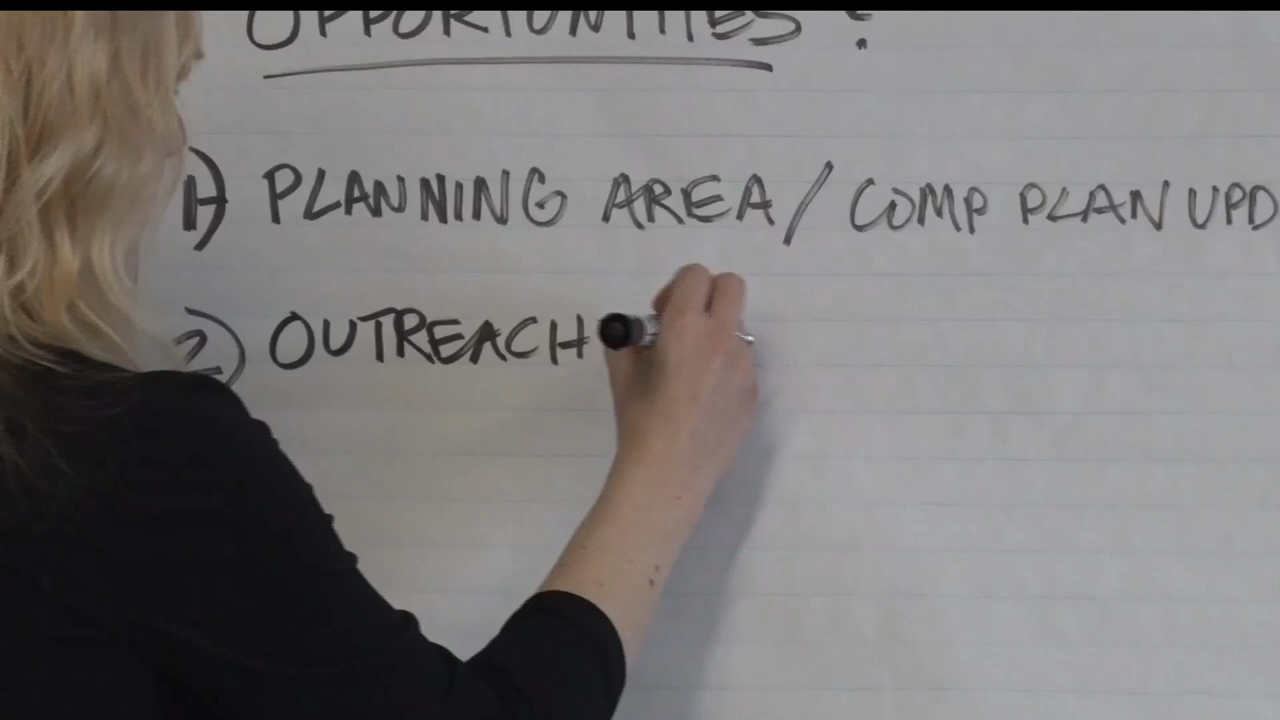 OPPORTUNITIES?
1) PLANNING AREA / COMP PLAN UPD
2) OUTREACH